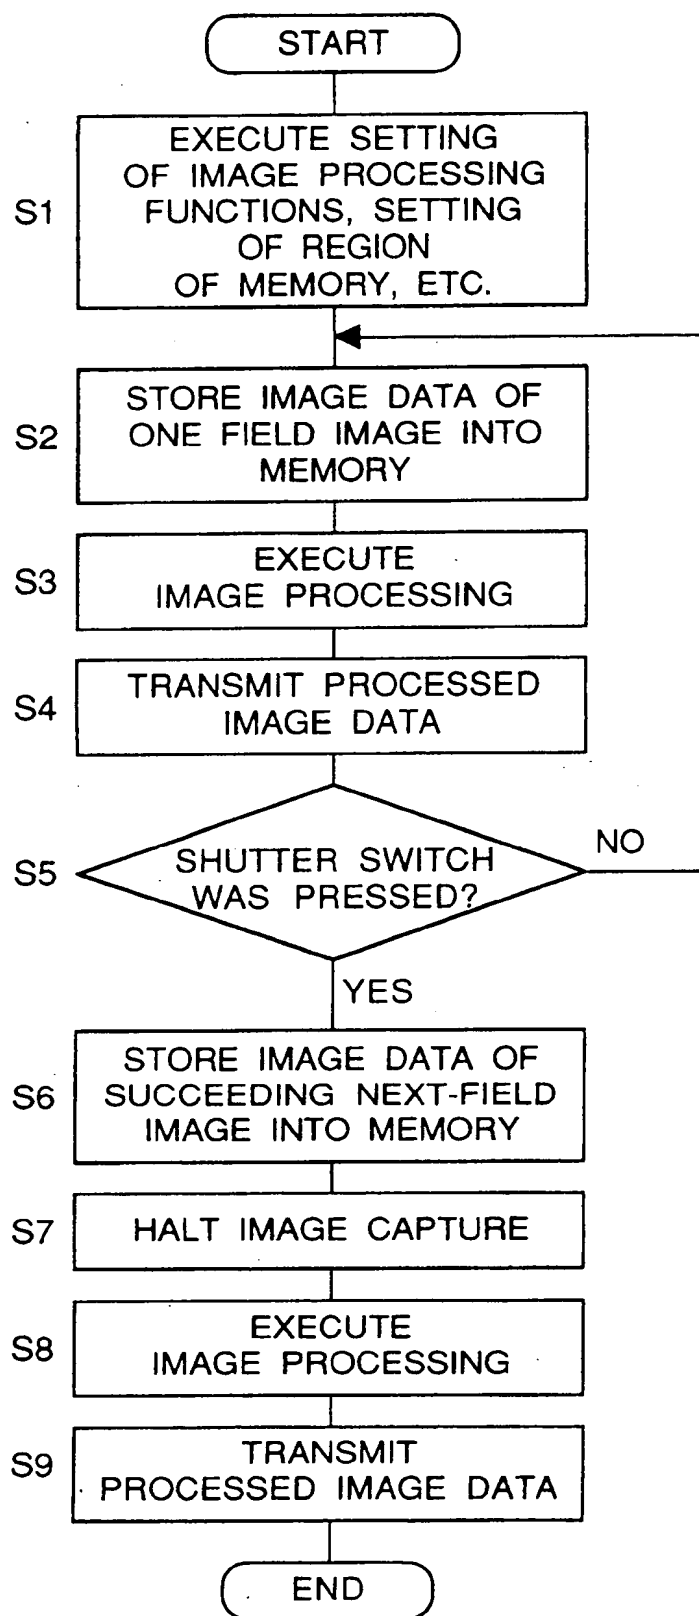 START
S1
EXECUTE SETTING
OF IMAGE PROCESSING
FUNCTIONS, SETTING
OF REGION
OF MEMORY, ETC.
S2
STORE IMAGE DATA OF
ONE FIELD IMAGE INTO
MEMORY
S3
EXECUTE
IMAGE PROCESSING
S4
TRANSMIT PROCESSED
IMAGE DATA
S5
SHUTTER SWITCH
WAS PRESSED?
NO
YES
S6
STORE IMAGE DATA OF
SUCCEEDING NEXT-FIELD
IMAGE INTO MEMORY
S7
HALT IMAGE CAPTURE
S8
EXECUTE
IMAGE PROCESSING
S9
TRANSMIT
PROCESSED IMAGE DATA
END